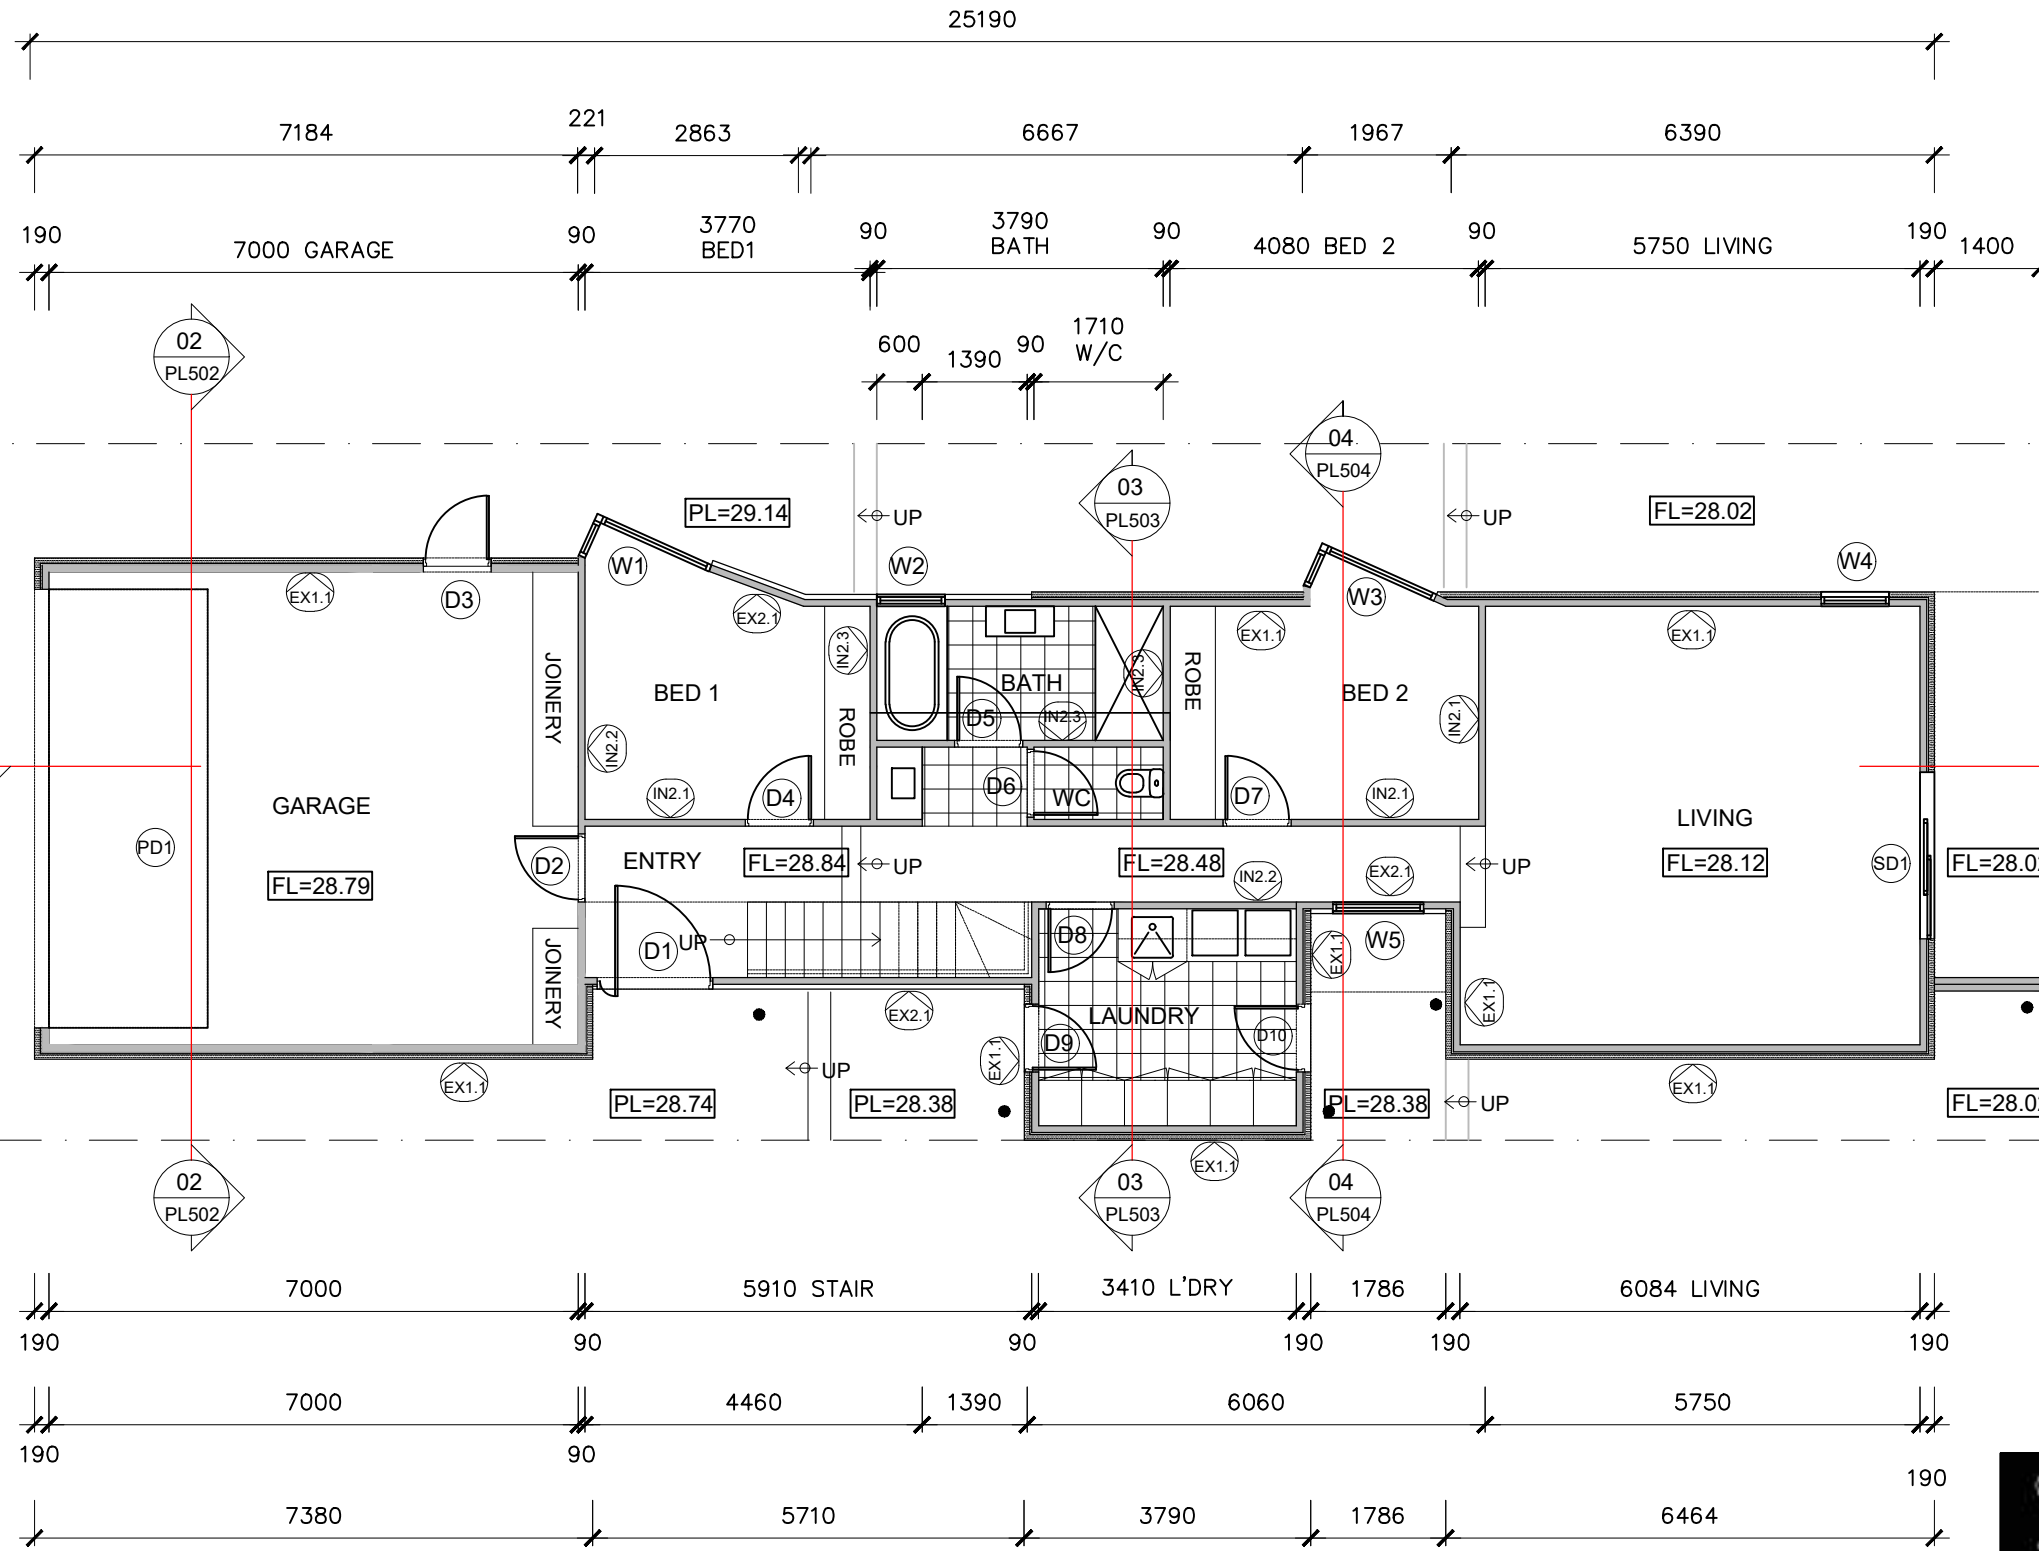 25190
7184
221
2863
6667
1967
6390
190
7000 GARAGE
90
3770
BED1
90
3790
BATH
90
4080 BED 2
90
5750 LIVING
190
1400
600
1390
90
1710
W/C
02
PL502
03
PL503
04
PL504
PL=29.14
UP
UP
FL=28.02
EX1.1
D3
W1
EX2.1
W2
W3
EX1.1
EX1.1
W4
JOINERY
BED 1
IN2.3
ROBE
IN2.2
IN2.1
D4
BATH
IN2.3
D5
IN2.3
D6
WC
ROBE
BED 2
IN2.1
D7
IN2.1
GARAGE
PD1
FL=28.79
D2
ENTRY
FL=28.84
UP
FL=28.48
IN2.2
EX2.1
UP
LIVING
FL=28.12
SD1
JOINERY
D1
UP
D8
EX1.1
W5
EX2.1
LAUNDRY
D9
D10
EX1.1
EX1.1
EX1.1
UP
PL=28.74
PL=28.38
PL=28.38
UP
EX1.1
EX1.1
02
PL502
03
PL503
04
PL504
7000
5910 STAIR
3410 L'DRY
1786
6084 LIVING
190
90
90
190
190
190
7000
4460
1390
6060
5750
190
90
190
7380
5710
3790
1786
6464